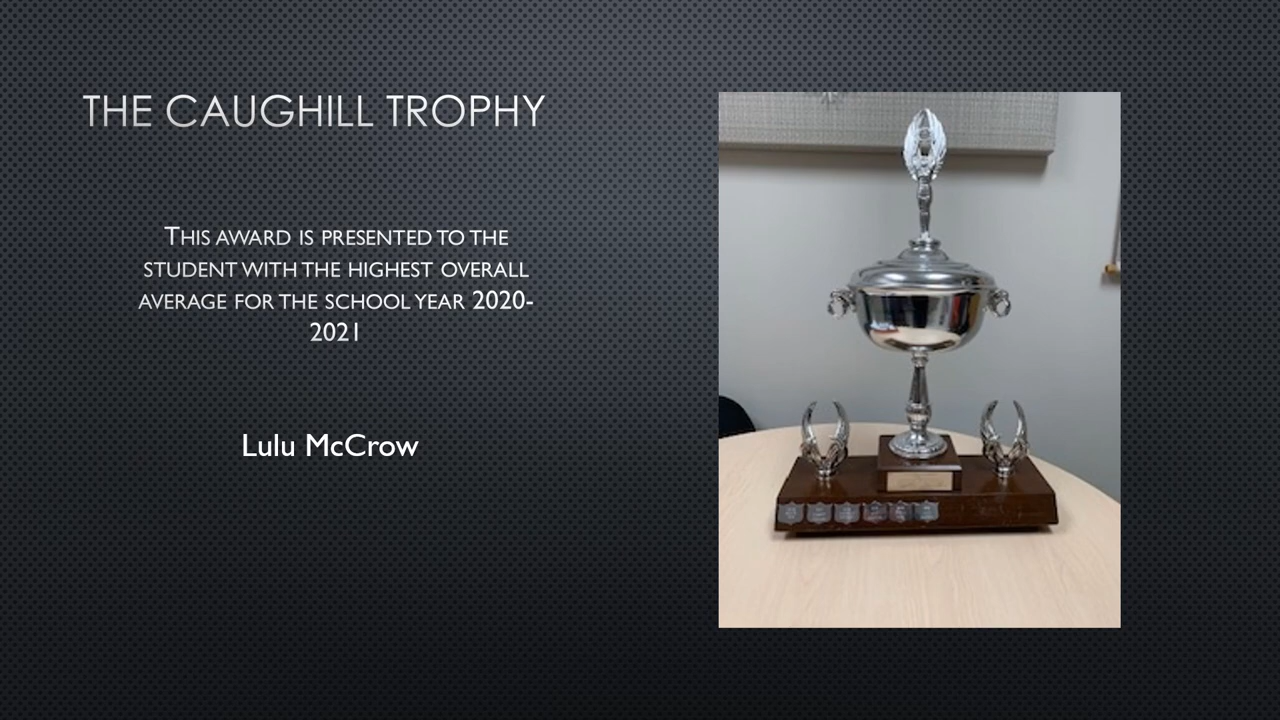 THE CAUGHILL TROPHY
THIS AWARD IS PRESENTED TO THE
STUDENT WITH THE HIGHEST OVERALL
AVERAGE FOR THE SCHOOL YEAR 2020-
2021
Lulu McCrow